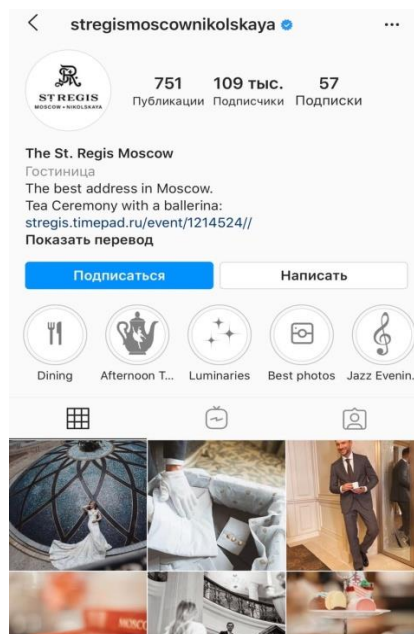 stregismoscownikolskaya
ST REGIS
MOSCOW • NIKOLSKAYA
751 109 тыс. 57
Публикации Подписчики Подписки
The St. Regis Moscow
Гостиница
The best address in Moscow.
Tea Ceremony with a ballerina:
stregis.timepad.ru/event/1214524//
Показать перевод
Подписаться Написать
Dining Afternoon T... Luminaries Best photos Jazz Evenin.
MOSCO